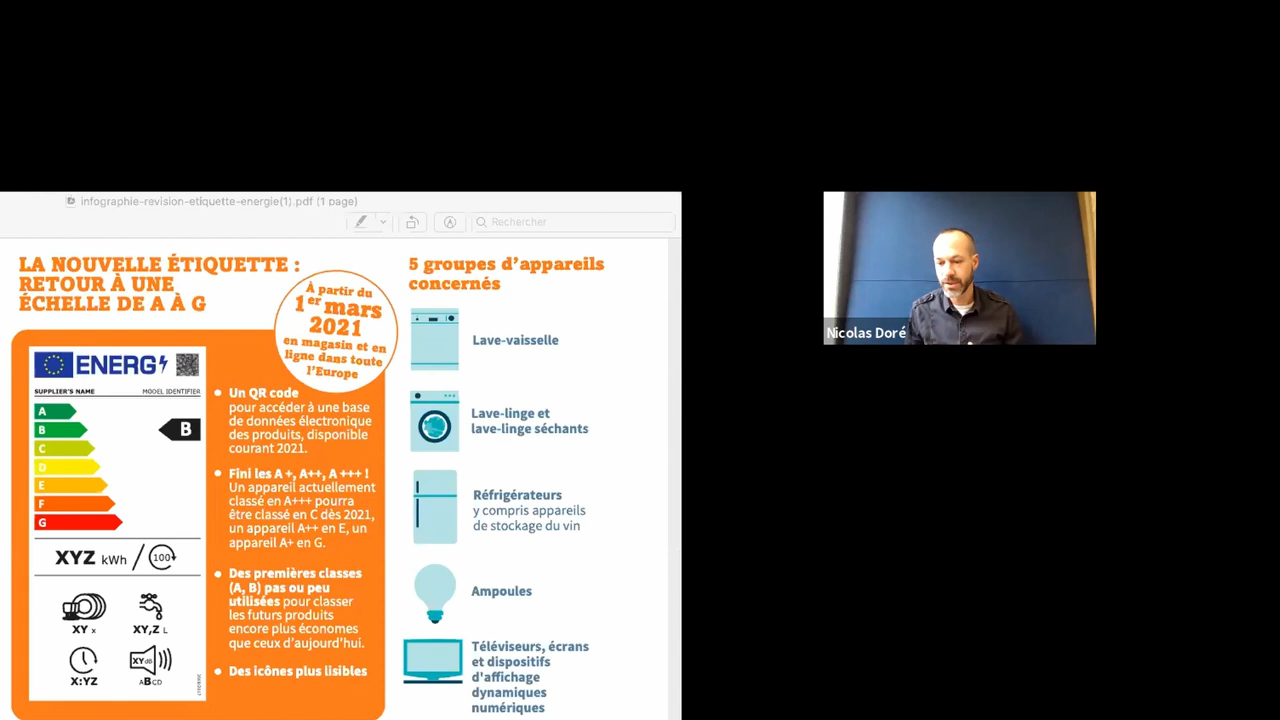 infographie-revision-etiquette-energie(1).pdf (1 page)
Rechercher
LA NOUVELLE ÉTIQUETTE :
RETOUR À UNE
ÉCHELLE DE A À G
À partir du
1er mars
2021
en magasin et en
ligne dans toute
l'Europe
ENERG
SUPPLIER'S NAME
MODEL IDENTIFIER
A
B
C
D
E
F
G
B
XYZ kWh / 100
XY x
XY,Z L
X:YZ
XY dB
ABCD
Un QR code
pour accéder à une base
de données électronique
des produits, disponible
courant 2021.
Fini les A +, A++, A +++ !
Un appareil actuellement
classé en A+++ pourra
être classé en C dès 2021,
un appareil A++ en E, un
appareil A+ en G.
Des premières classes
(A, B) pas ou peu
utilisées pour classer
les futurs produits
encore plus économes
que ceux d'aujourd'hui.
Des icônes plus lisibles
5 groupes d'appareils
concernés
Lave-vaisselle
Lave-linge et
lave-linge séchants
Réfrigérateurs
y compris appareils
de stockage du vin
Ampoules
Téléviseurs, écrans
et dispositifs
d'affichage
dynamiques
numériques
Nicolas Doré